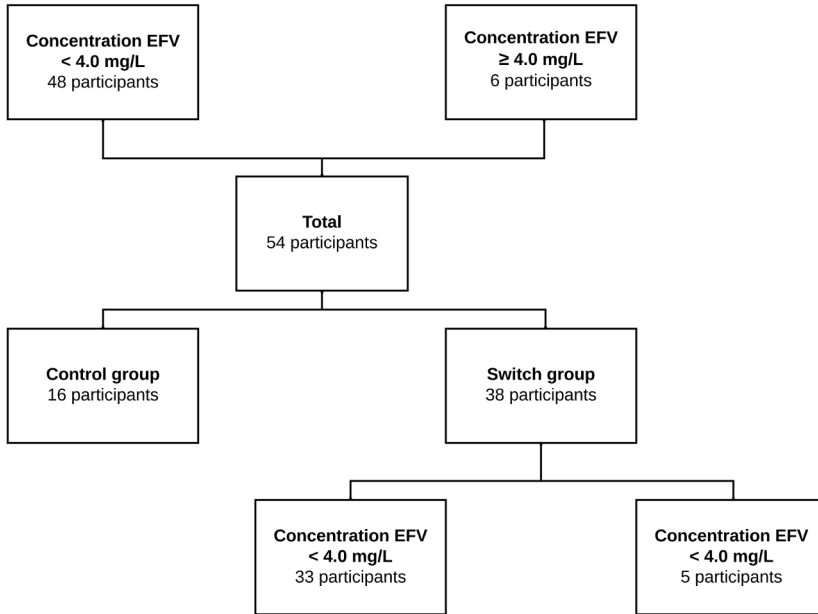 Concentration EFV
< 4.0 mg/L
48 participants
Concentration EFV
≥ 4.0 mg/L
6 participants
Total
54 participants
Control group
16 participants
Switch group
38 participants
Concentration EFV
< 4.0 mg/L
33 participants
Concentration EFV
< 4.0 mg/L
5 participants